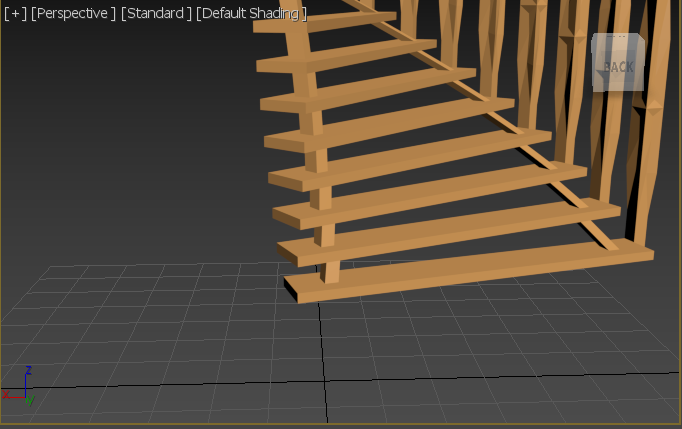 [+] [Perspective ] [Standard ] [Default Shading ]
BACK
z
x
y